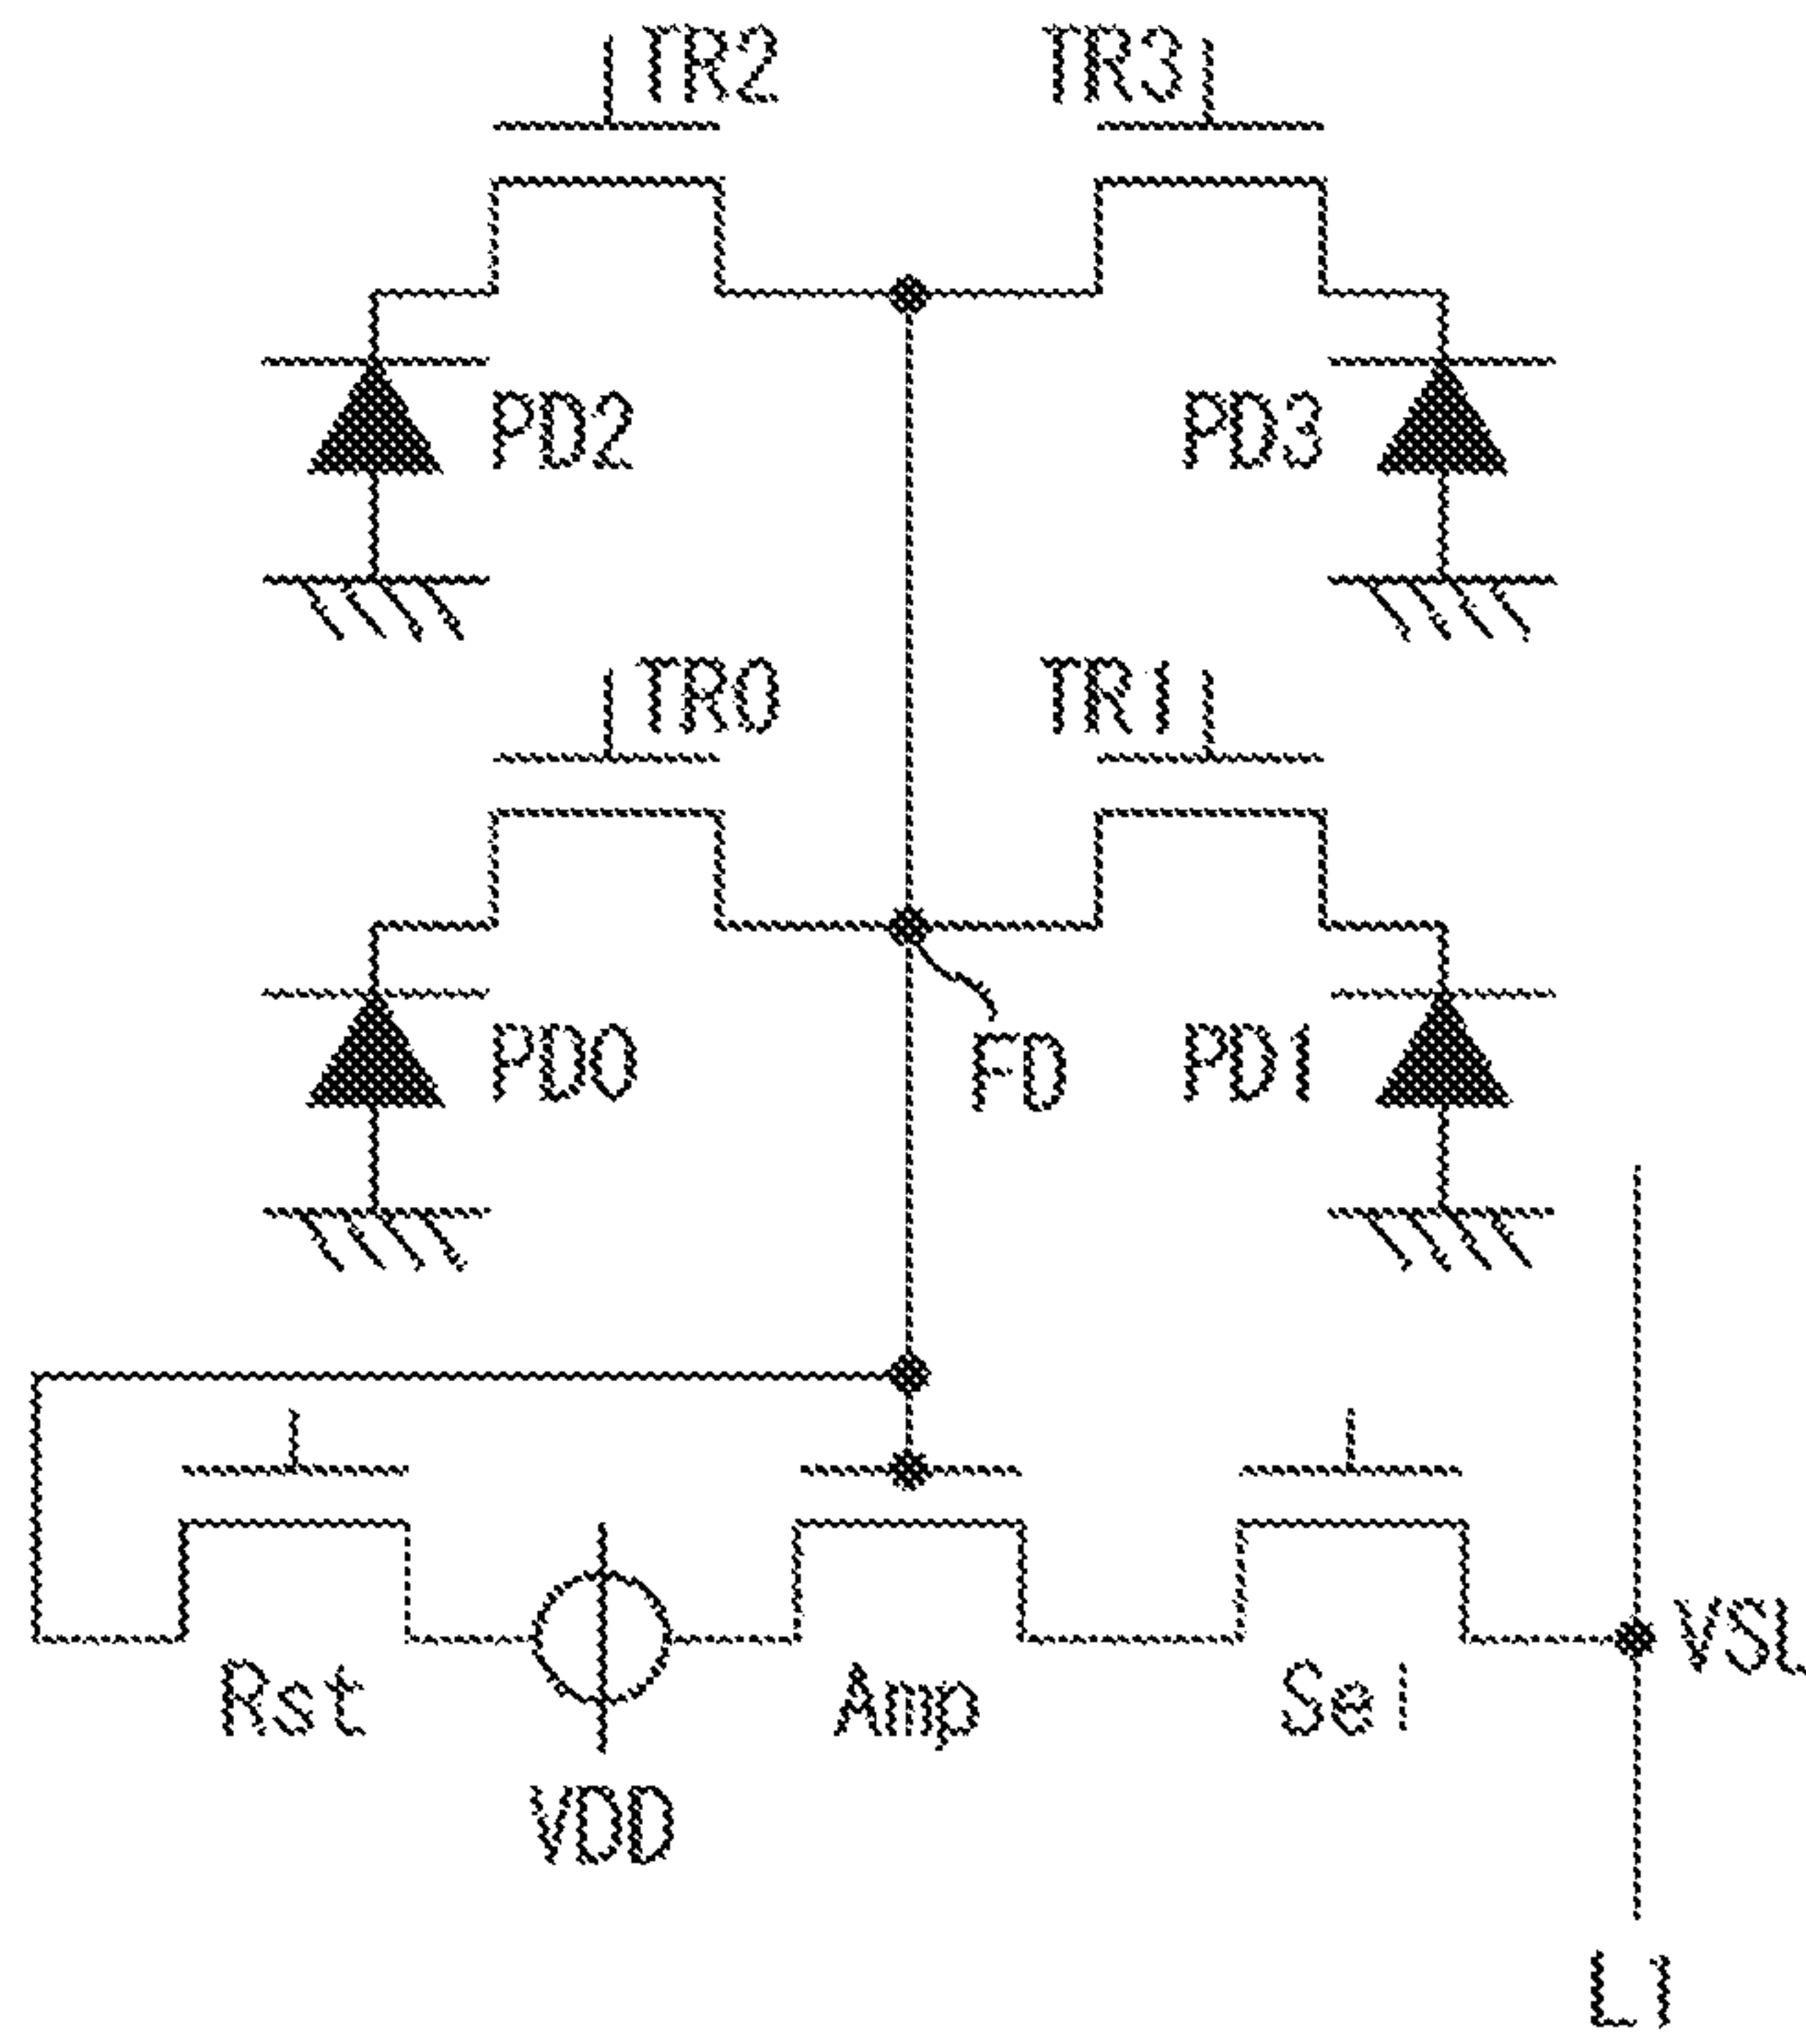 TR2 TR3
PD2 PD3
TR0 TR1
PD0 FD PD1
Rst Amp Sel VSL
VDD
L1